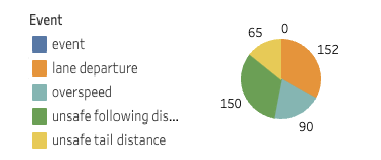 Event
event
lane departure
overspeed
unsafe following dis...
unsafe tail distance
0
65
152
150
90